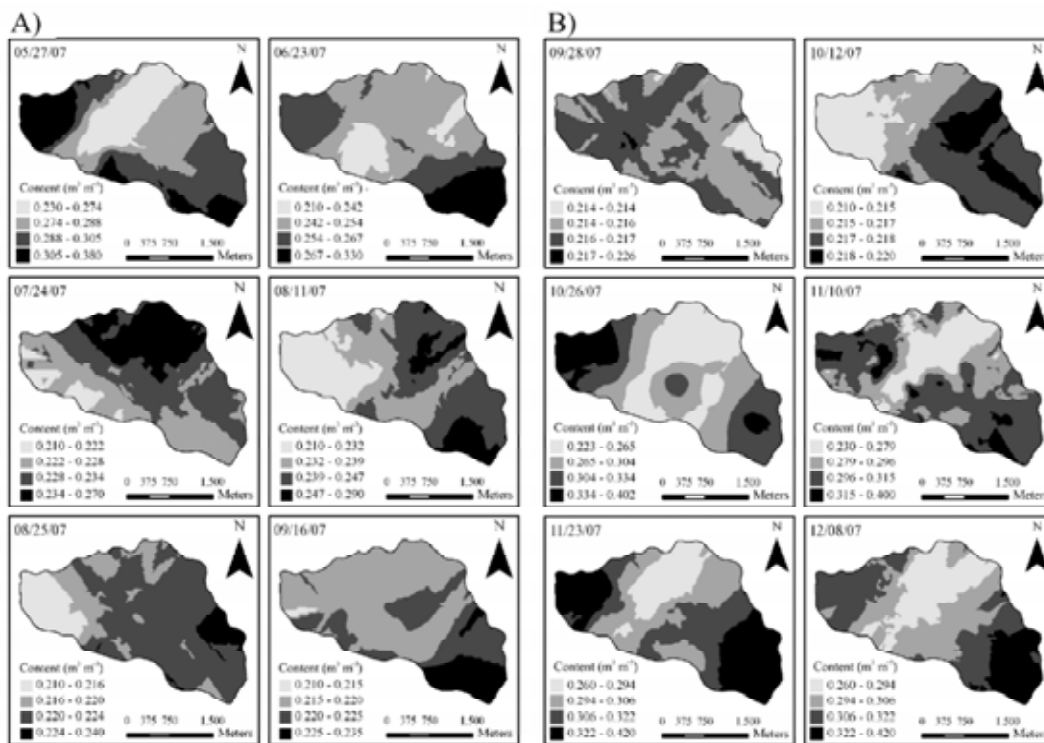 A)
B)
05/27/07
N
Content (m³ m⁻³)
0.230 - 0.274
0.274 - 0.288
0.288 - 0.305
0.305 - 0.380
0 375 750 1.500
Meters
06/23/07
N
Content (m³ m⁻³)
0.210 - 0.242
0.242 - 0.254
0.254 - 0.267
0.267 - 0.330
0 375 750 1.500
Meters
09/28/07
N
Content (m³ m⁻³)
0.214 - 0.214
0.214 - 0.216
0.216 - 0.217
0.217 - 0.226
0 375 750 1.500
Meters
10/12/07
N
Content (m³ m⁻³)
0.210 - 0.215
0.215 - 0.217
0.217 - 0.218
0.218 - 0.220
0 375 750 1.500
Meters
07/24/07
N
Content (m³ m⁻³)
0.210 - 0.222
0.222 - 0.228
0.228 - 0.234
0.234 - 0.270
0 375 750 1.500
Meters
08/11/07
N
Content (m³ m⁻³)
0.210 - 0.232
0.232 - 0.239
0.239 - 0.247
0.247 - 0.290
0 375 750 1.500
Meters
10/26/07
N
Content (m³ m⁻³)
0.223 - 0.265
0.265 - 0.304
0.304 - 0.334
0.334 - 0.402
0 375 750 1.500
Meters
11/10/07
N
Content (m³ m⁻³)
0.230 - 0.279
0.279 - 0.296
0.296 - 0.315
0.315 - 0.400
0 375 750 1.500
Meters
08/25/07
N
Content (m³ m⁻³)
0.210 - 0.216
0.216 - 0.220
0.220 - 0.224
0.224 - 0.240
0 375 750 1.500
Meters
09/16/07
N
Content (m³ m⁻³)
0.210 - 0.215
0.215 - 0.220
0.220 - 0.225
0.225 - 0.235
0 375 750 1.500
Meters
11/23/07
N
Content (m³ m⁻³)
0.260 - 0.294
0.294 - 0.306
0.306 - 0.322
0.322 - 0.420
0 375 750 1.500
Meters
12/08/07
N
Content (m³ m⁻³)
0.260 - 0.294
0.294 - 0.306
0.306 - 0.322
0.322 - 0.420
0 375 750 1.500
Meters